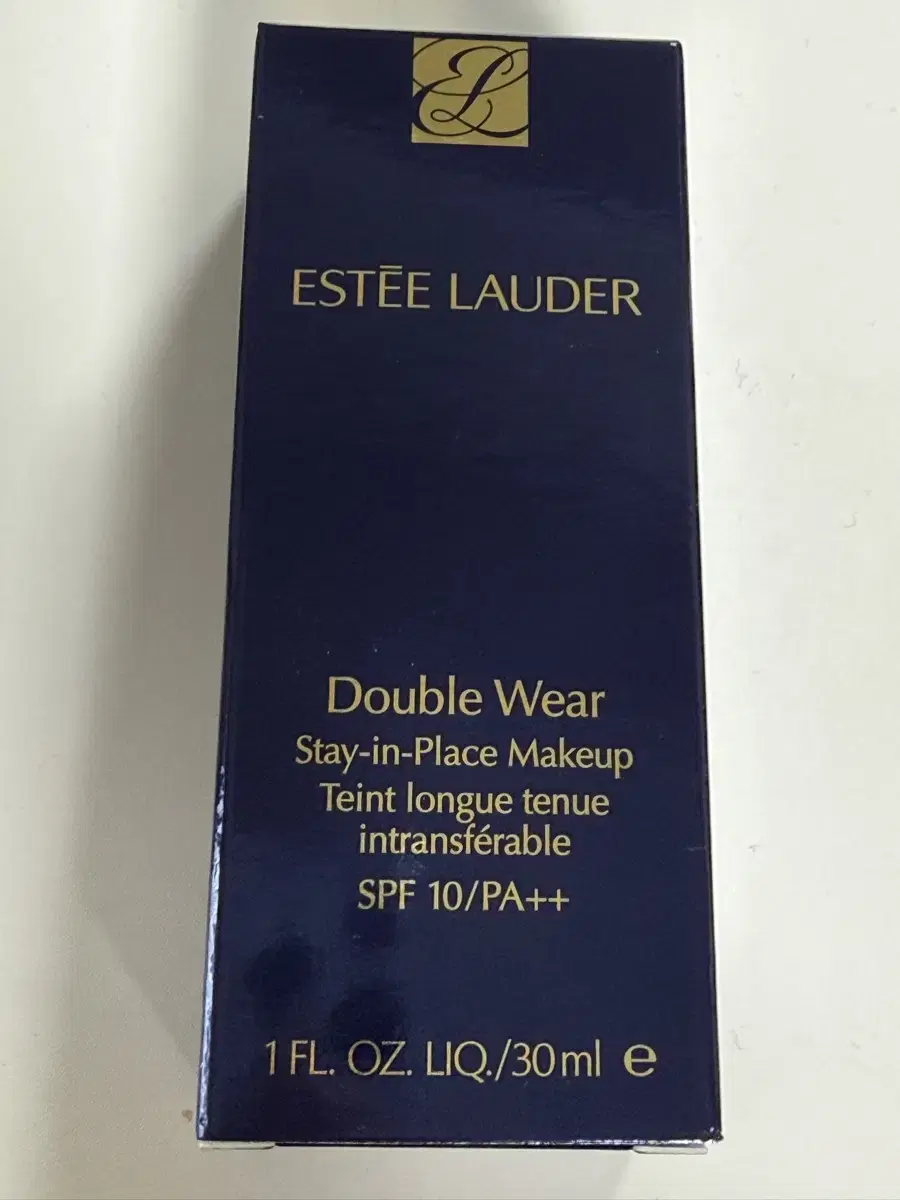 EL
ESTĒE LAUDER
Double Wear
Stay-in-Place Makeup
Teint longue tenue
intransférable
SPF 10/PA++
1 FL. OZ. LIQ./30ml e